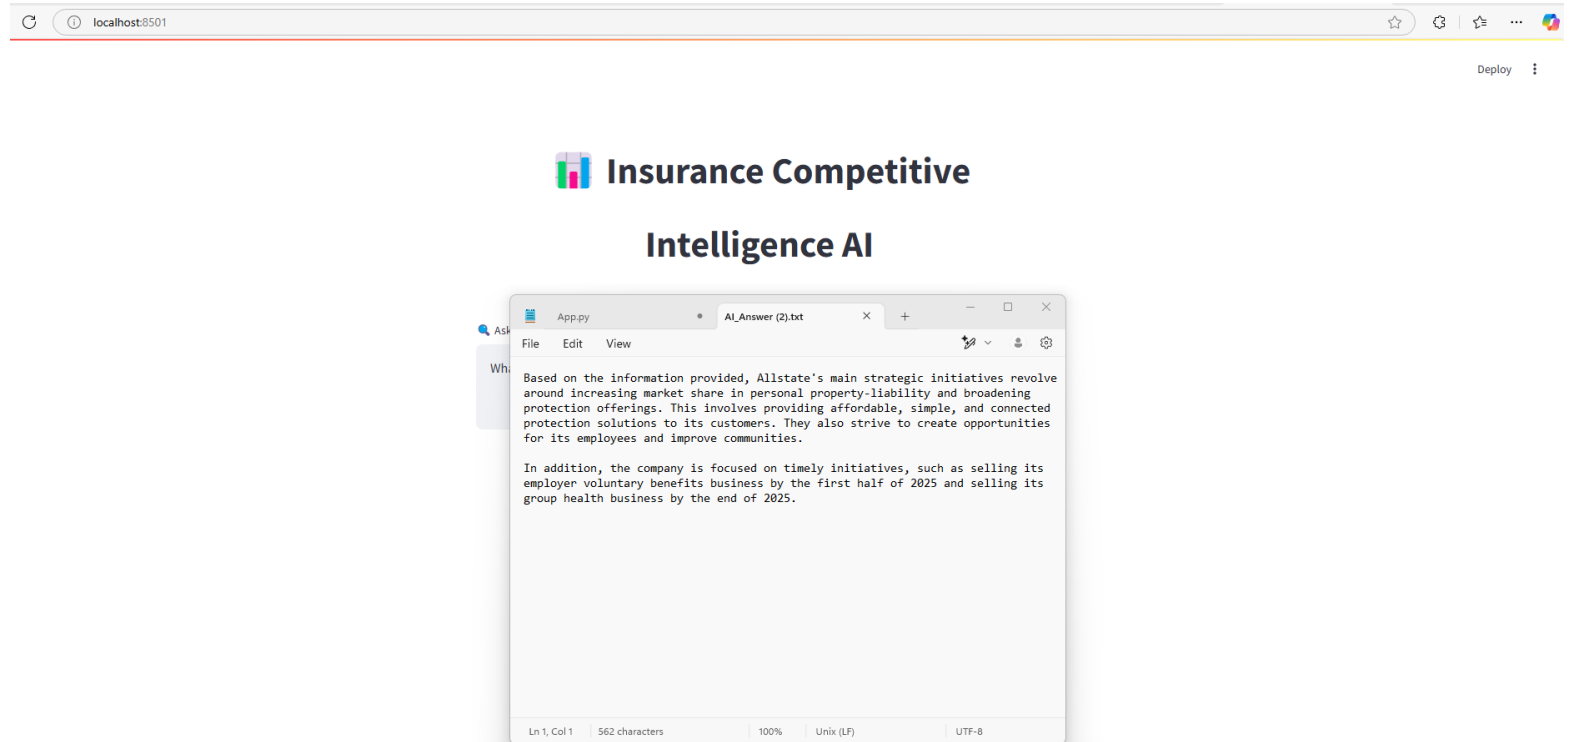 localhost:8501
Deploy
Insurance Competitive
Intelligence AI
App.py
AI_Answer (2).txt
Ask
File Edit View
Wha
Based on the information provided, Allstate's main strategic initiatives revolve
around increasing market share in personal property-liability and broadening
protection offerings. This involves providing affordable, simple, and connected
protection solutions to its customers. They also strive to create opportunities
for its employees and improve communities.
In addition, the company is focused on timely initiatives, such as selling its
employer voluntary benefits business by the first half of 2025 and selling its
group health business by the end of 2025.
Ln 1, Col 1 562 characters 100% Unix (LF) UTF-8